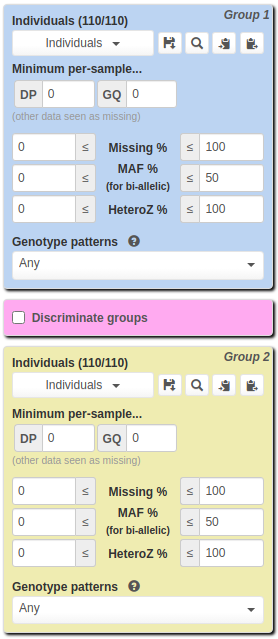 Group 1
Individuals (110/110)
Individuals
Minimum per-sample...
DP 0 GQ 0
(other data seen as missing)
0 ≤ Missing % ≤ 100
0 ≤ MAF % (for bi-allelic) ≤ 50
0 ≤ HeteroZ % ≤ 100
Genotype patterns ?
Any
Discriminate groups
Group 2
Individuals (110/110)
Individuals
Minimum per-sample...
DP 0 GQ 0
(other data seen as missing)
0 ≤ Missing % ≤ 100
0 ≤ MAF % (for bi-allelic) ≤ 50
0 ≤ HeteroZ % ≤ 100
Genotype patterns ?
Any